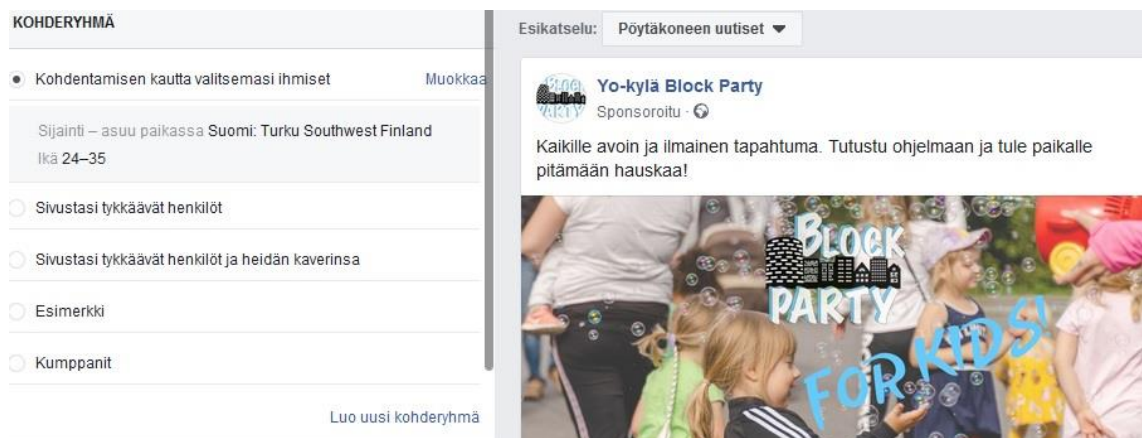 KOHDERYHMÄ
Kohdentamisen kautta valitsemasi ihmiset
Muokkaa
Sijainti – asuu paikassa Suomi: Turku Southwest Finland
Ikä 24–35
Sivustasi tykkäävät henkilöt
Sivustasi tykkäävät henkilöt ja heidän kaverinsa
Esimerkki
Kumppanit
Luo uusi kohderyhmä
Esikatselu:
Pöytäkoneen uutiset
Yo-kylä Block Party
Sponsoroitu
Kaikille avoin ja ilmainen tapahtuma. Tutustu ohjelmaan ja tule paikalle
pitämään hauskaa!
BLOCK
PARTY
FOR KIDS!